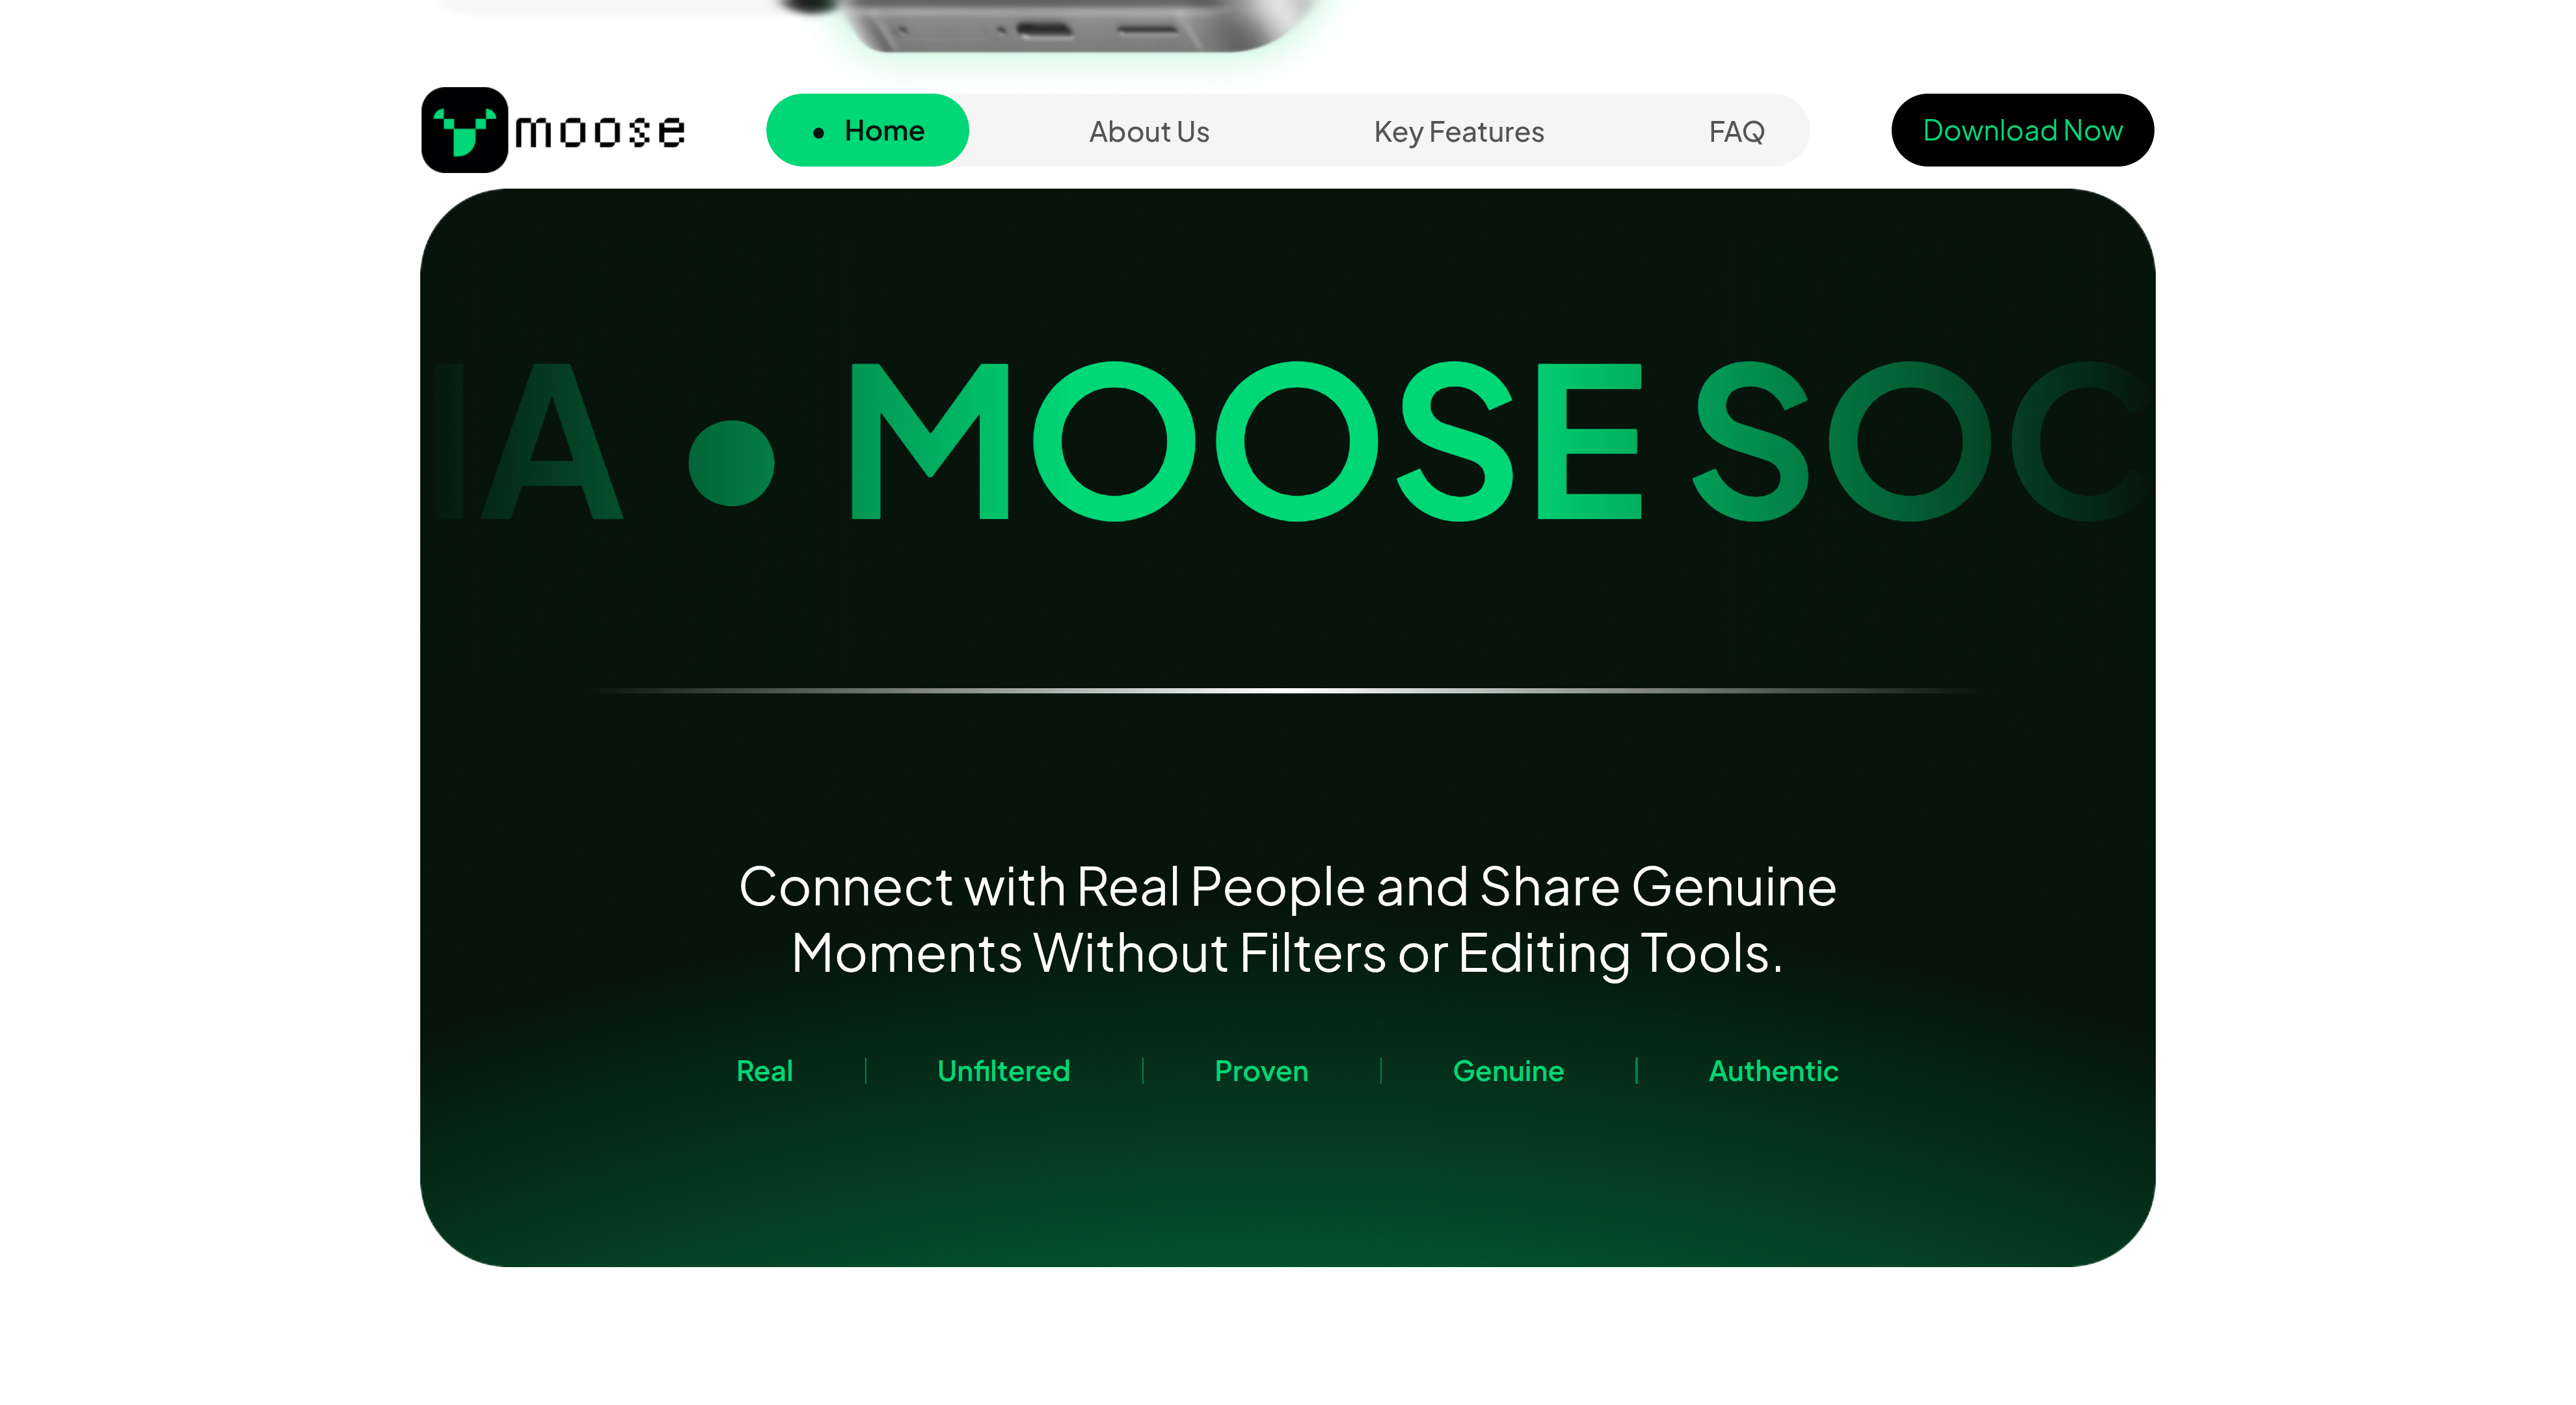 moose
Home
About Us
Key Features
FAQ
Download Now
IA • MOOSE SOC
Connect with Real People and Share Genuine
Moments Without Filters or Editing Tools.
Real
Unfiltered
Proven
Genuine
Authentic